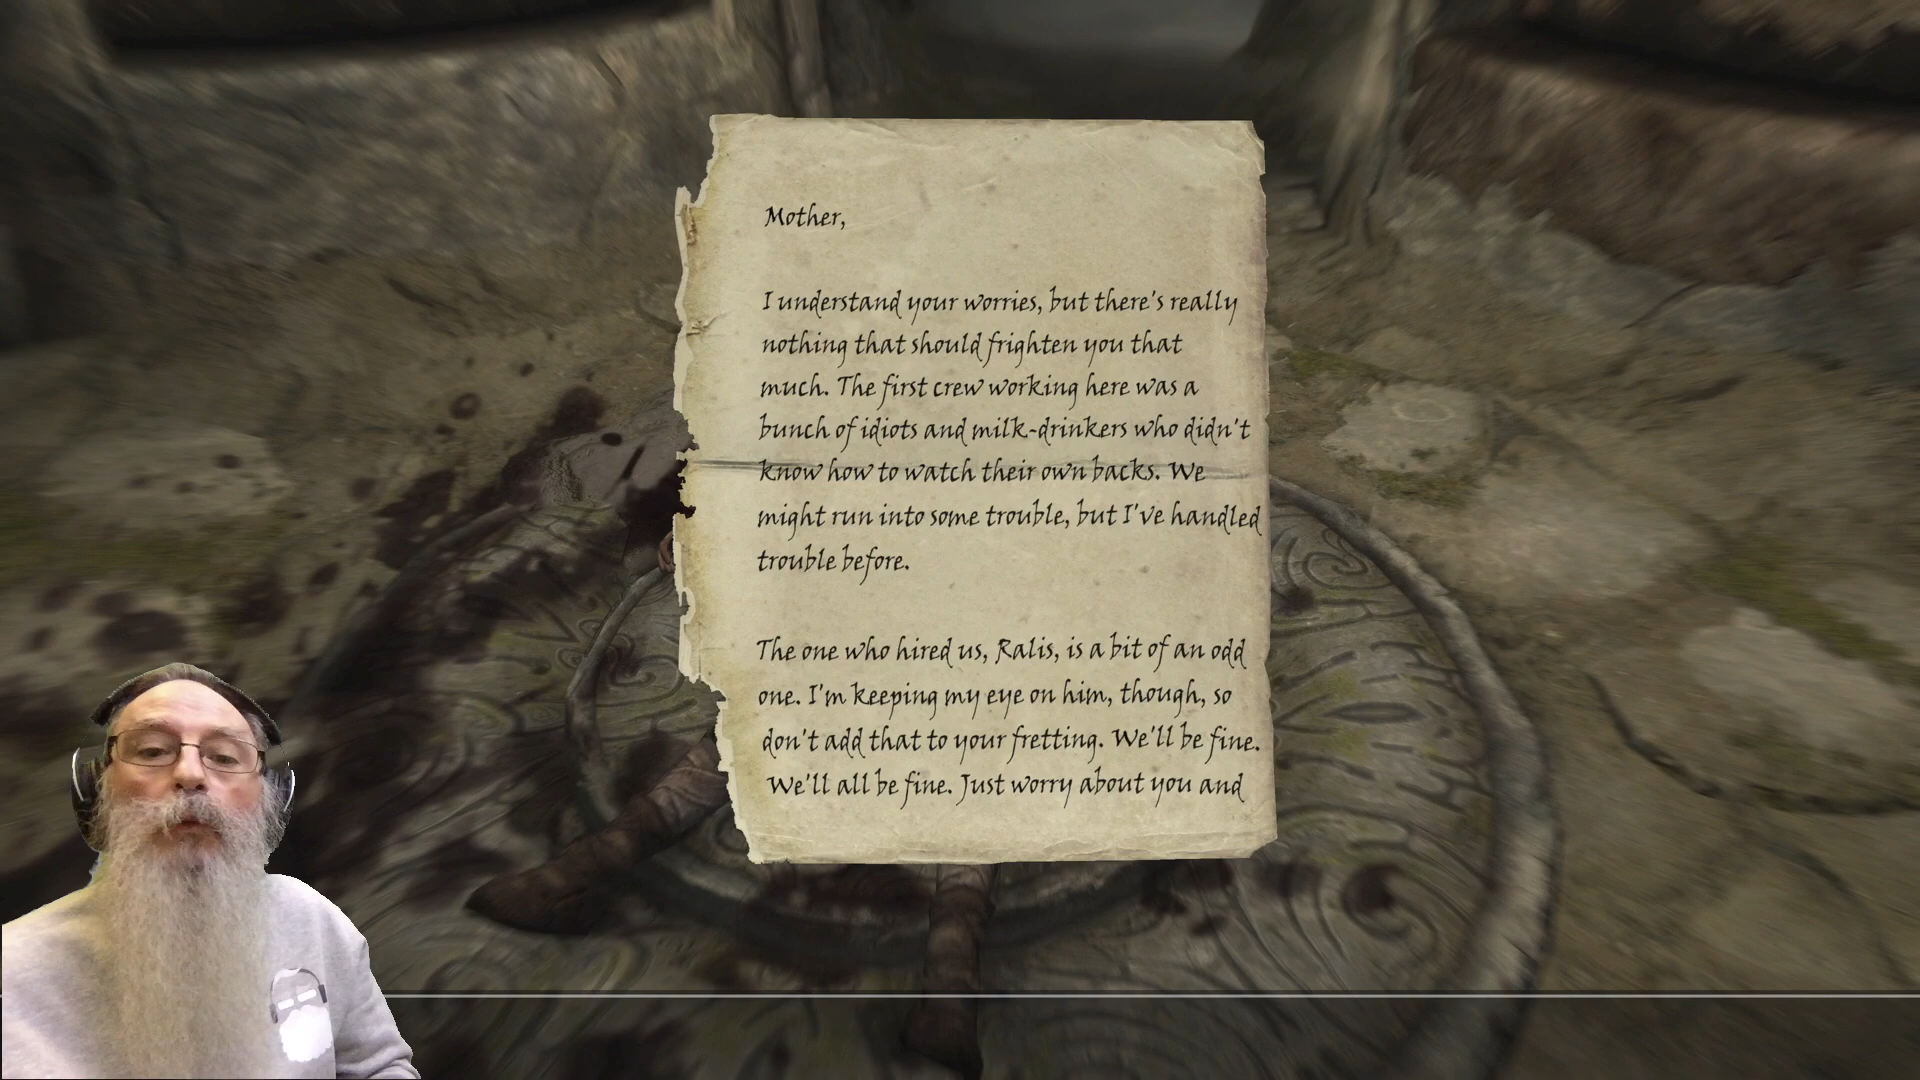 Mother,
I understand your worries, but there's really
nothing that should frighten you that
much. The first crew working here was a
bunch of idiots and milk-drinkers who didn't
know how to watch their own backs. We
might run into some trouble, but I've handled
trouble before.
The one who hired us, Ralis, is a bit of an odd
one. I'm keeping my eye on him, though, so
don't add that to your fretting. We'll be fine.
We'll all be fine. Just worry about you and